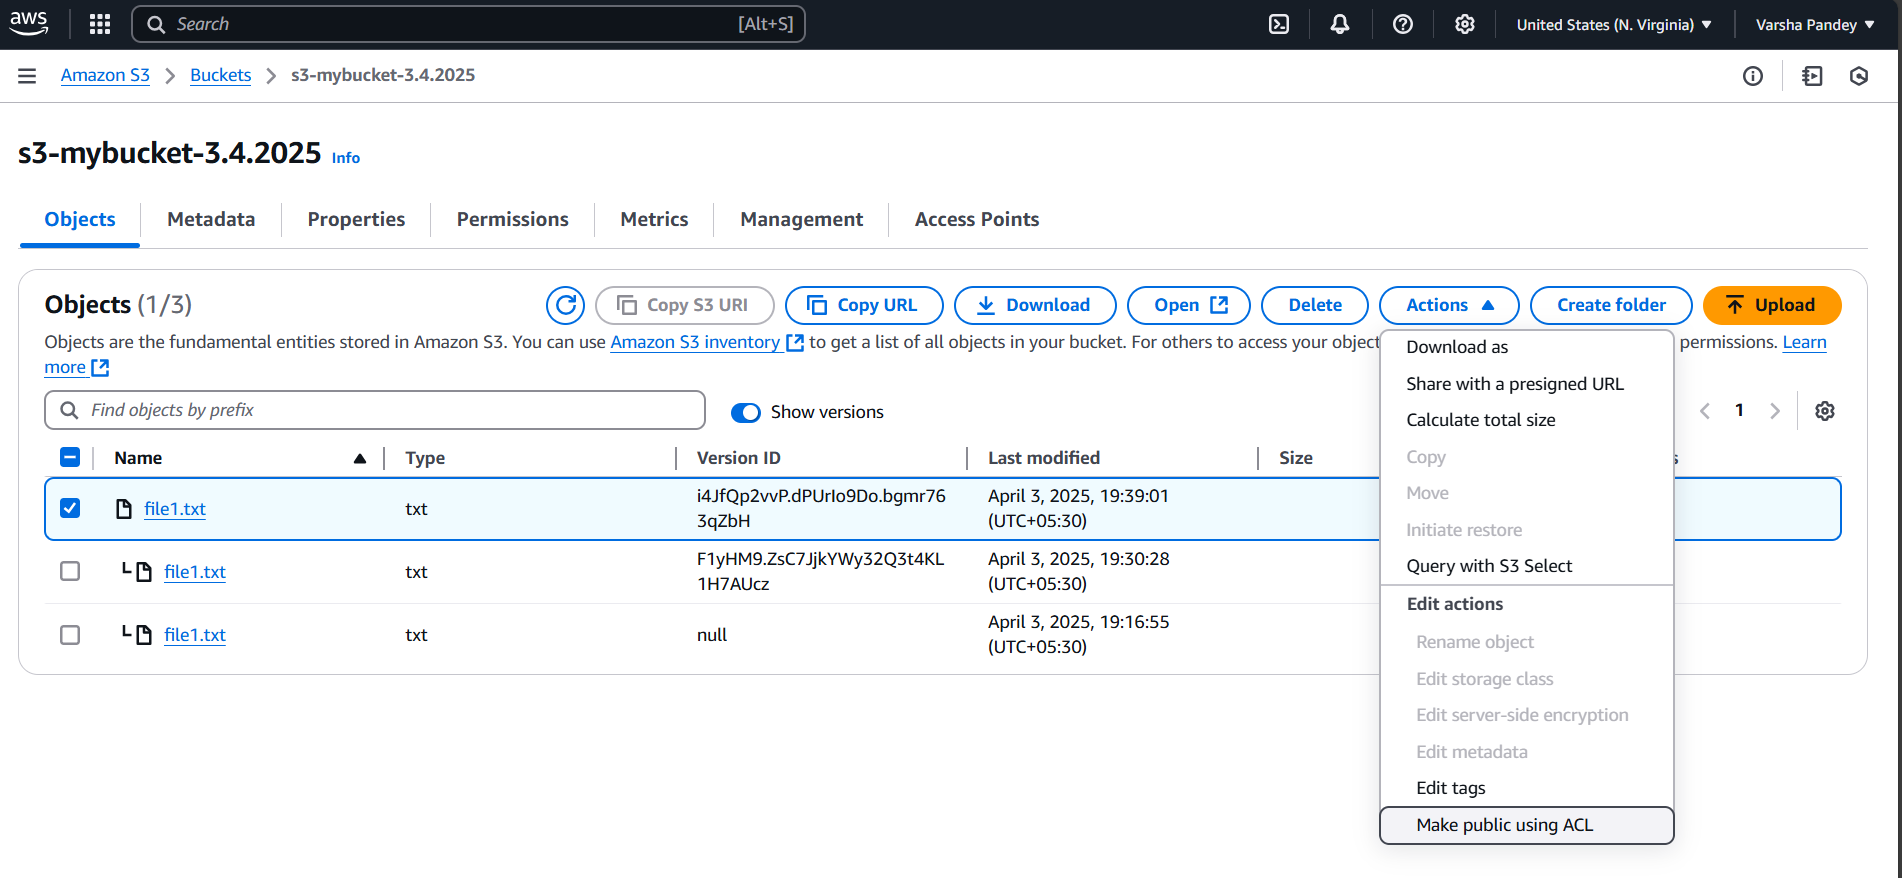 aws Search [Alt+S] United States (N. Virginia) Varsha Pandey
Amazon S3 Buckets s3-mybucket-3.4.2025
s3-mybucket-3.4.2025 Info
Objects Metadata Properties Permissions Metrics Management Access Points
Objects (1/3) Copy S3 URI Copy URL Download Open Delete Actions Create folder Upload
Objects are the fundamental entities stored in Amazon S3. You can use Amazon S3 inventory to get a list of all objects in your bucket. For others to access your object permissions. Learn
more
Find objects by prefix Show versions 1
Name Type Version ID Last modified Size
file1.txt txt i4JfQp2vvP.dPUrIo9Do.bgmr76 April 3, 2025, 19:39:01
3qZbH (UTC+05:30)
file1.txt txt F1yHM9.ZsC7JjkYWy32Q3t4KL April 3, 2025, 19:30:28
1H7AUcz (UTC+05:30)
file1.txt txt null April 3, 2025, 19:16:55
(UTC+05:30)
Download as
Share with a presigned URL
Calculate total size
Copy
Move
Initiate restore
Query with S3 Select
Edit actions
Rename object
Edit storage class
Edit server-side encryption
Edit metadata
Edit tags
Make public using ACL